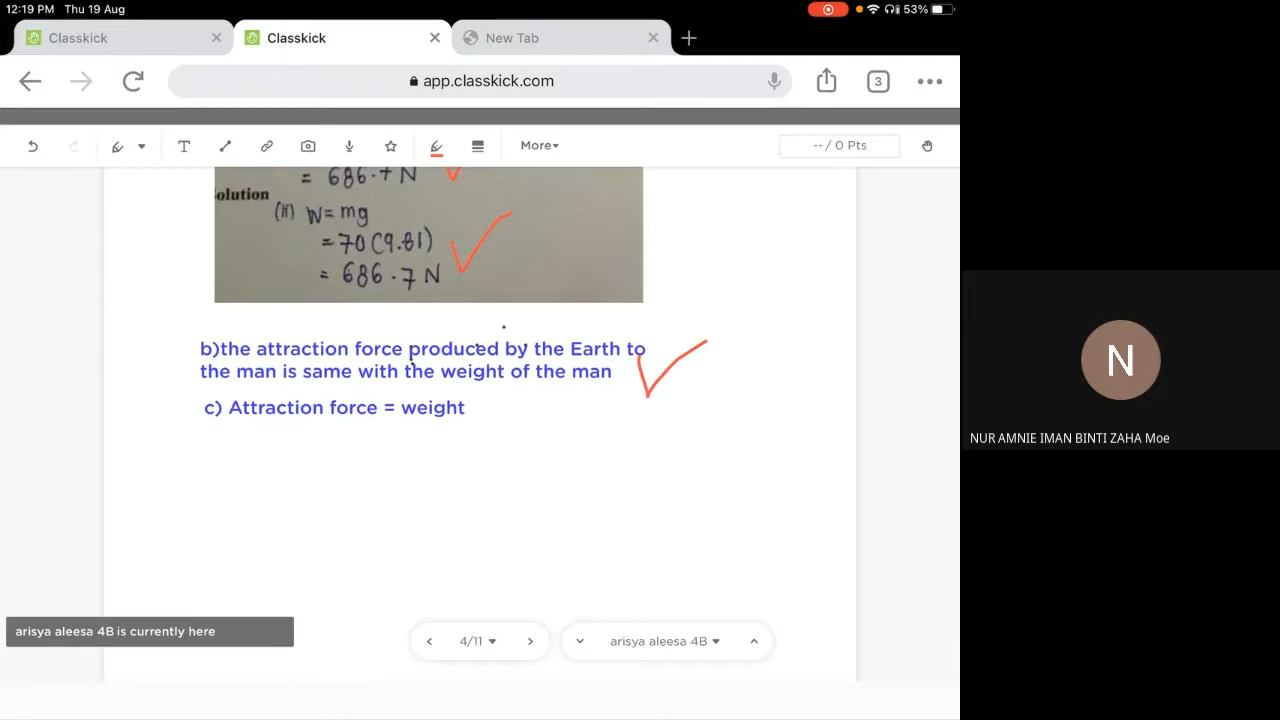 12:19 PM Thu 19 Aug
53%
Classkick
Classkick
New Tab
app.classkick.com
3
T
More
-- / 0 Pts
= 686.7 N
olution
(ii) W = mg
= 70 (9.81)
= 686.7 N
b)the attraction force produced by the Earth to
the man is same with the weight of the man
c) Attraction force = weight
N
NUR AMNIE IMAN BINTI ZAHA Moe
arisya aleesa 4B is currently here
4/11
arisya aleesa 4B